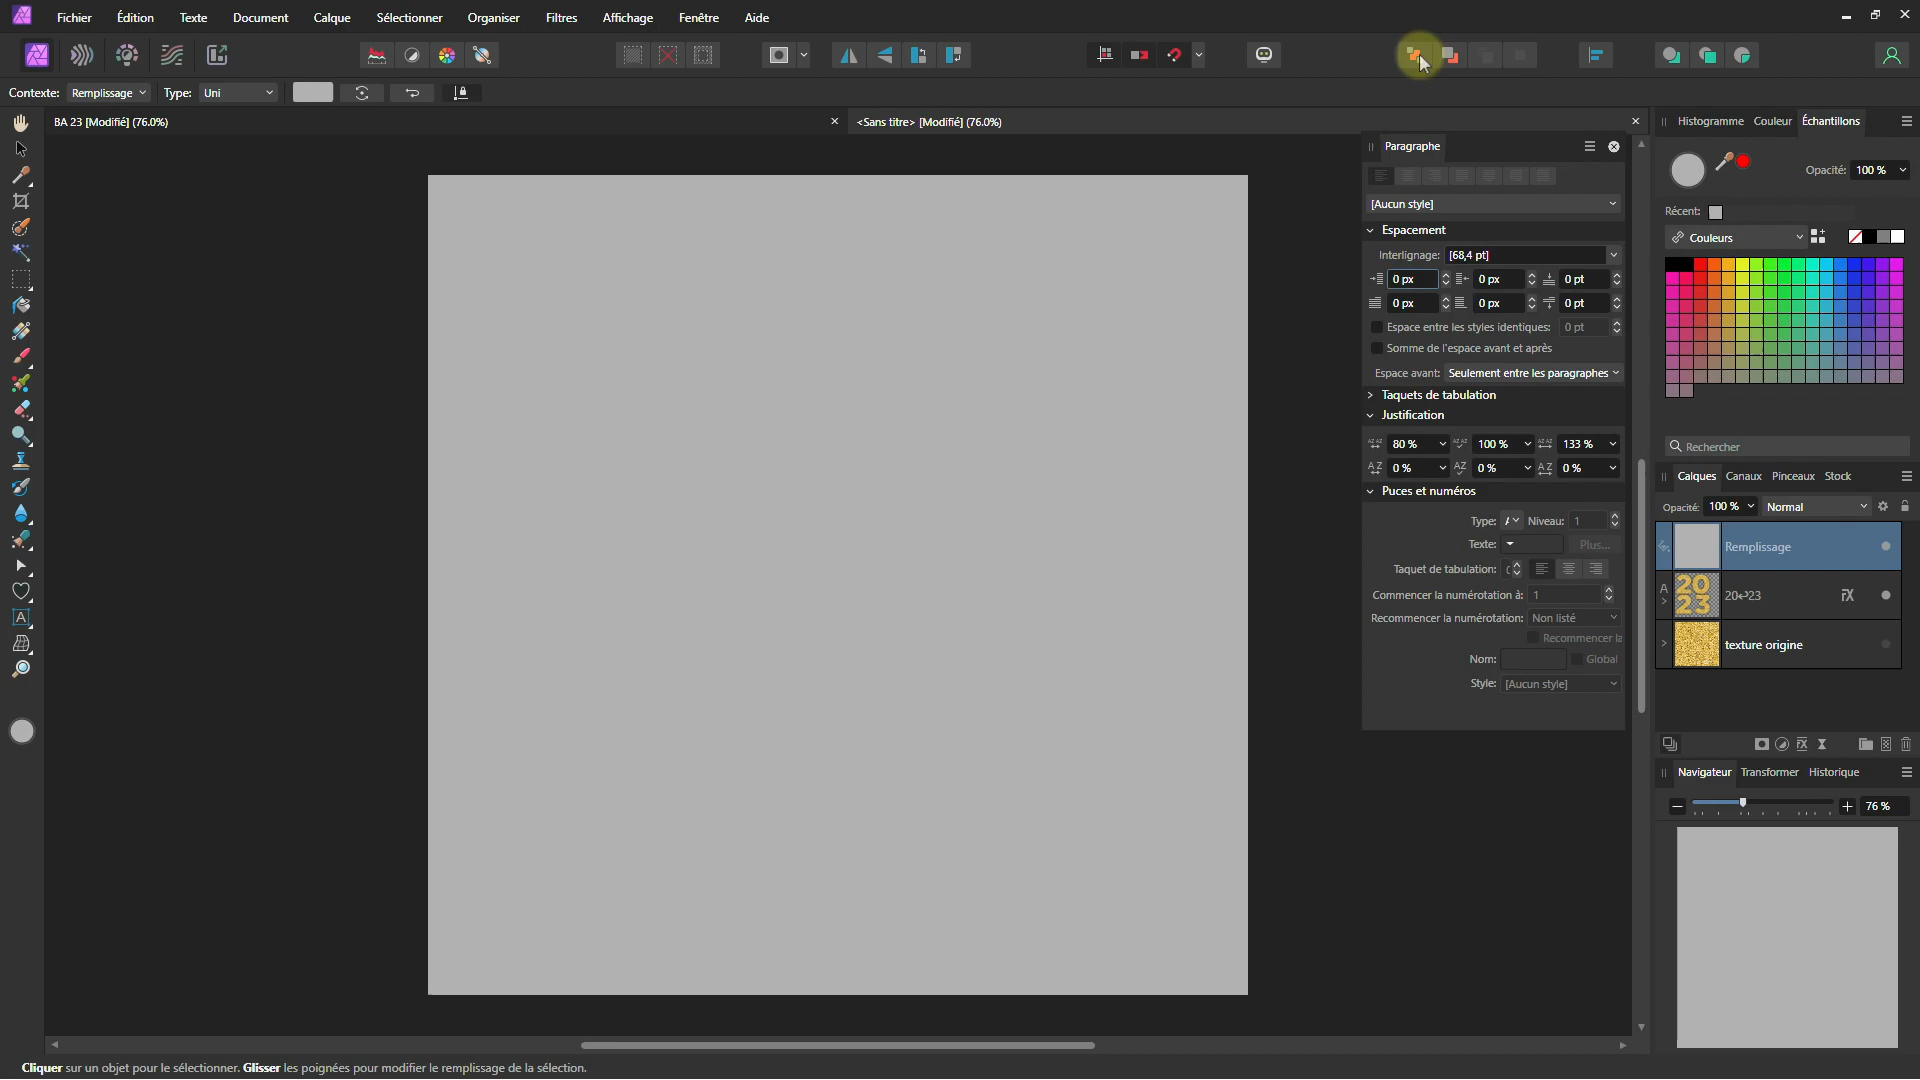 Fichier Édition Texte Document Calque Sélectionner Organiser Filtres Affichage Fenêtre Aide
Contexte: Remplissage Type: Uni
BA 23 [Modifié] (76.0%)
<Sans titre> [Modifié] (76.0%)
Paragraphe
[Aucun style]
Espacement
Interlignage: [68,4 pt]
0 px 0 px 0 pt
0 px 0 px 0 pt
Espace entre les styles identiques: 0 pt
Somme de l'espace avant et après
Espace avant: Seulement entre les paragraphes
Taquets de tabulation
Justification
80 % 100 % 133 %
0 % 0 % 0 %
Puces et numéros
Type: Niveau: 1
Texte: Plus...
Taquet de tabulation:
Commencer la numérotation à: 1
Recommencer la numérotation: Non listé
Recommencer la
Nom: Global
Style: [Aucun style]
Histogramme Couleur Échantillons
Opacité: 100 %
Récent:
Couleurs
Rechercher
Calques Canaux Pinceaux Stock
Opacité: 100 % Normal
Remplissage
20↩23
texture origine
Navigateur Transformer Historique
76 %
Cliquer sur un objet pour le sélectionner. Glisser les poignées pour modifier le remplissage de la sélection.